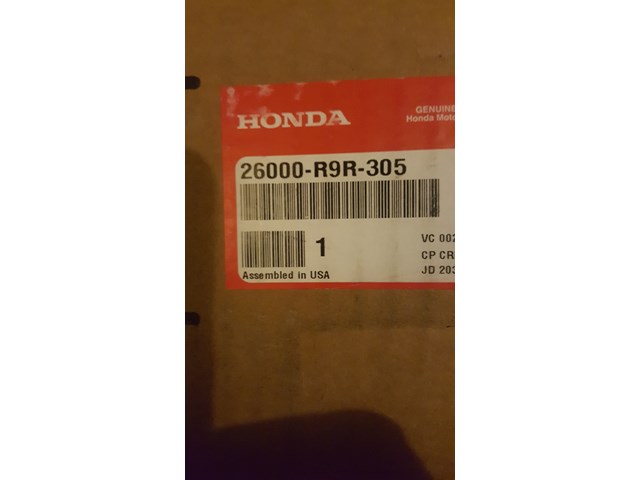 HONDA
GENUINE
Honda Moto
26000-R9R-305
1
VC 002
CP CR
Assembled in USA
JD 203